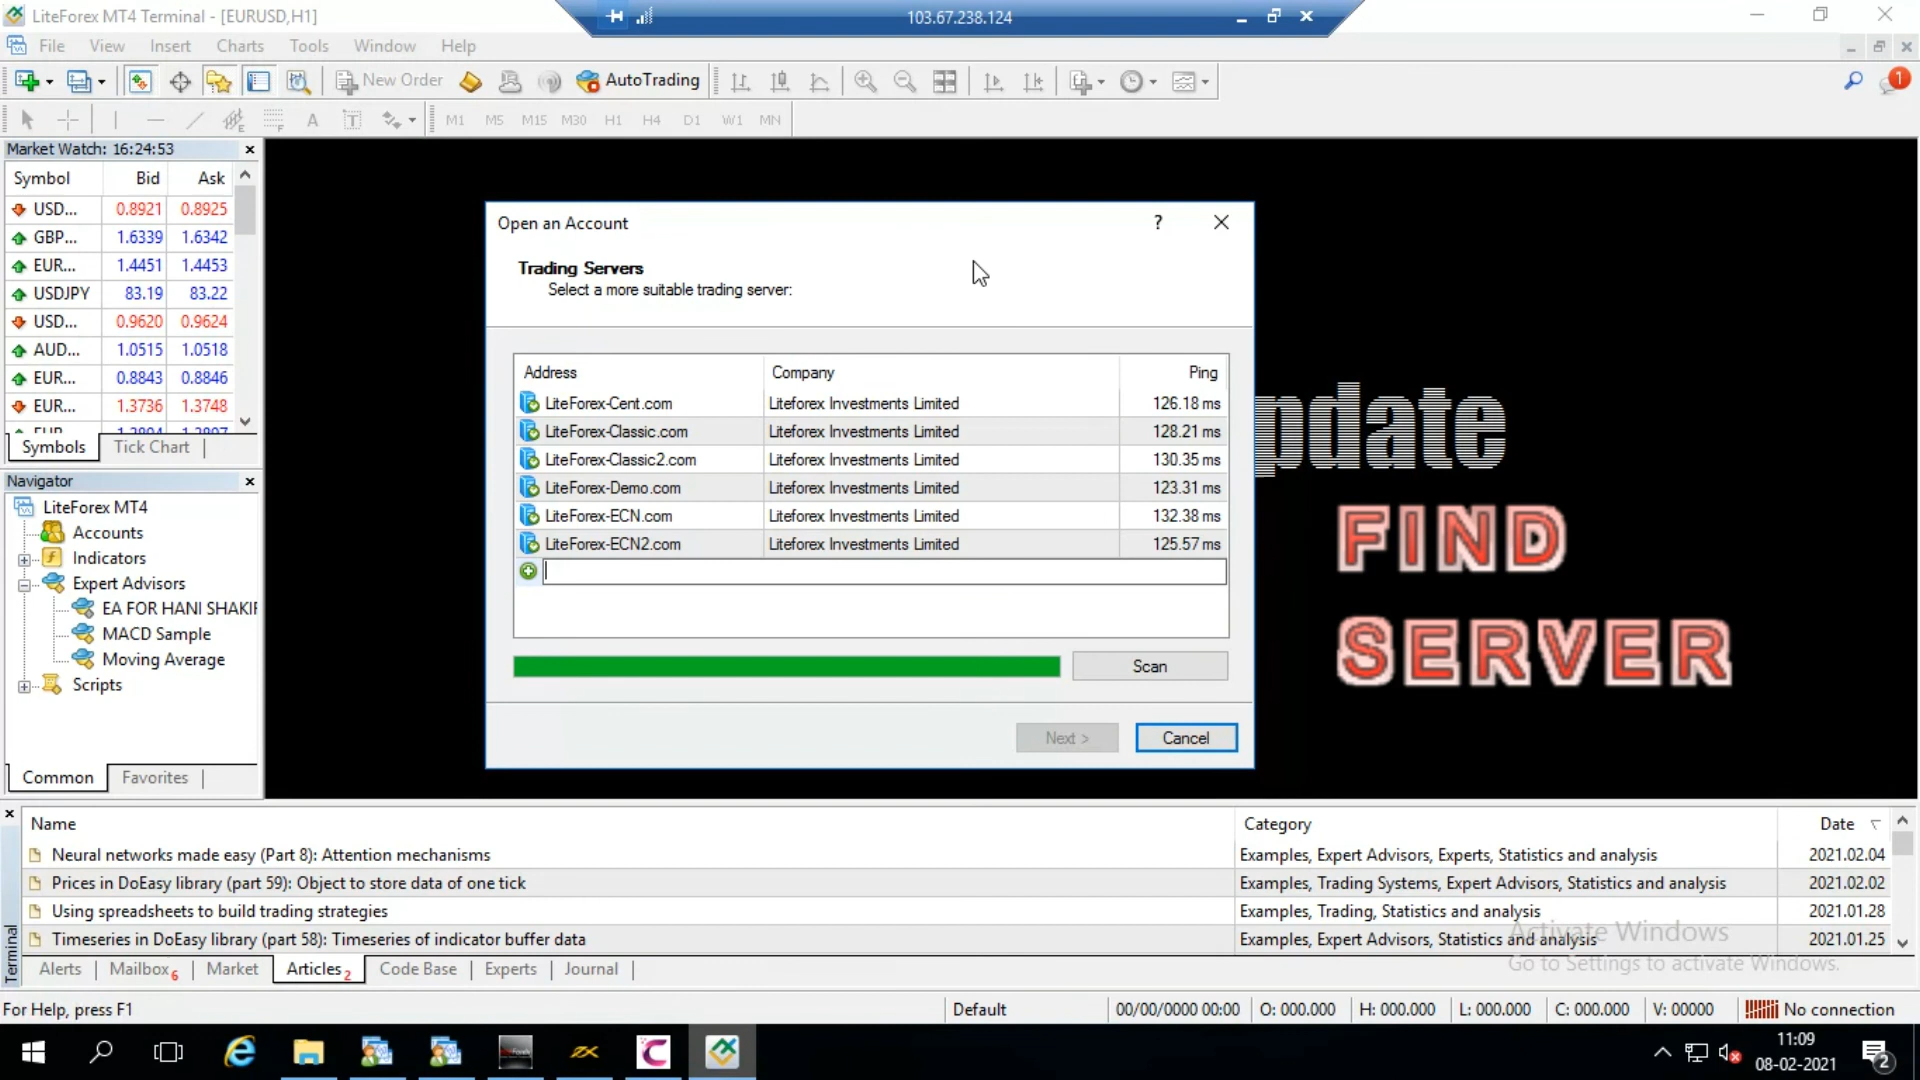 LiteForex MT4 Terminal - [EURUSD,H1]
103.67.238.124
File View Insert Charts Tools Window Help
New Order AutoTrading
1
A T M1 M5 M15 M30 H1 H4 D1 W1 MN
Market Watch: 16:24:53
Symbol Bid Ask
USD... 0.8921 0.8925
GBP... 1.6339 1.6342
EUR... 1.4451 1.4453
USDJPY 83.19 83.22
USD... 0.9620 0.9624
AUD... 1.0515 1.0518
EUR... 0.8843 0.8846
EUR... 1.3736 1.3748
Symbols Tick Chart
Navigator
LiteForex MT4
Accounts
Indicators
Expert Advisors
EA FOR HANI SHAKIF
MACD Sample
Moving Average
Scripts
Common Favorites
Open an Account ?
Trading Servers
Select a more suitable trading server:
Address Company Ping
LiteForex-Cent.com Liteforex Investments Limited 126.18 ms
LiteForex-Classic.com Liteforex Investments Limited 128.21 ms
LiteForex-Classic2.com Liteforex Investments Limited 130.35 ms
LiteForex-Demo.com Liteforex Investments Limited 123.31 ms
LiteForex-ECN.com Liteforex Investments Limited 132.38 ms
LiteForex-ECN2.com Liteforex Investments Limited 125.57 ms
Scan
Next > Cancel
pdate
FIND
SERVER
Name Category Date
Neural networks made easy (Part 8): Attention mechanisms Examples, Expert Advisors, Experts, Statistics and analysis 2021.02.04
Prices in DoEasy library (part 59): Object to store data of one tick Examples, Trading Systems, Expert Advisors, Statistics and analysis 2021.02.02
Using spreadsheets to build trading strategies Examples, Trading, Statistics and analysis 2021.01.28
Timeseries in DoEasy library (part 58): Timeseries of indicator buffer data Examples, Expert Advisors, Statistics and analysis 2021.01.25
Activate Windows
Go to Settings to activate Windows.
Terminal
Alerts Mailbox 6 Market Articles 2 Code Base Experts Journal
For Help, press F1 Default 00/00/0000 00:00 O: 000.000 H: 000.000 L: 000.000 C: 000.000 V: 00000 No connection
11:09
08-02-2021
2